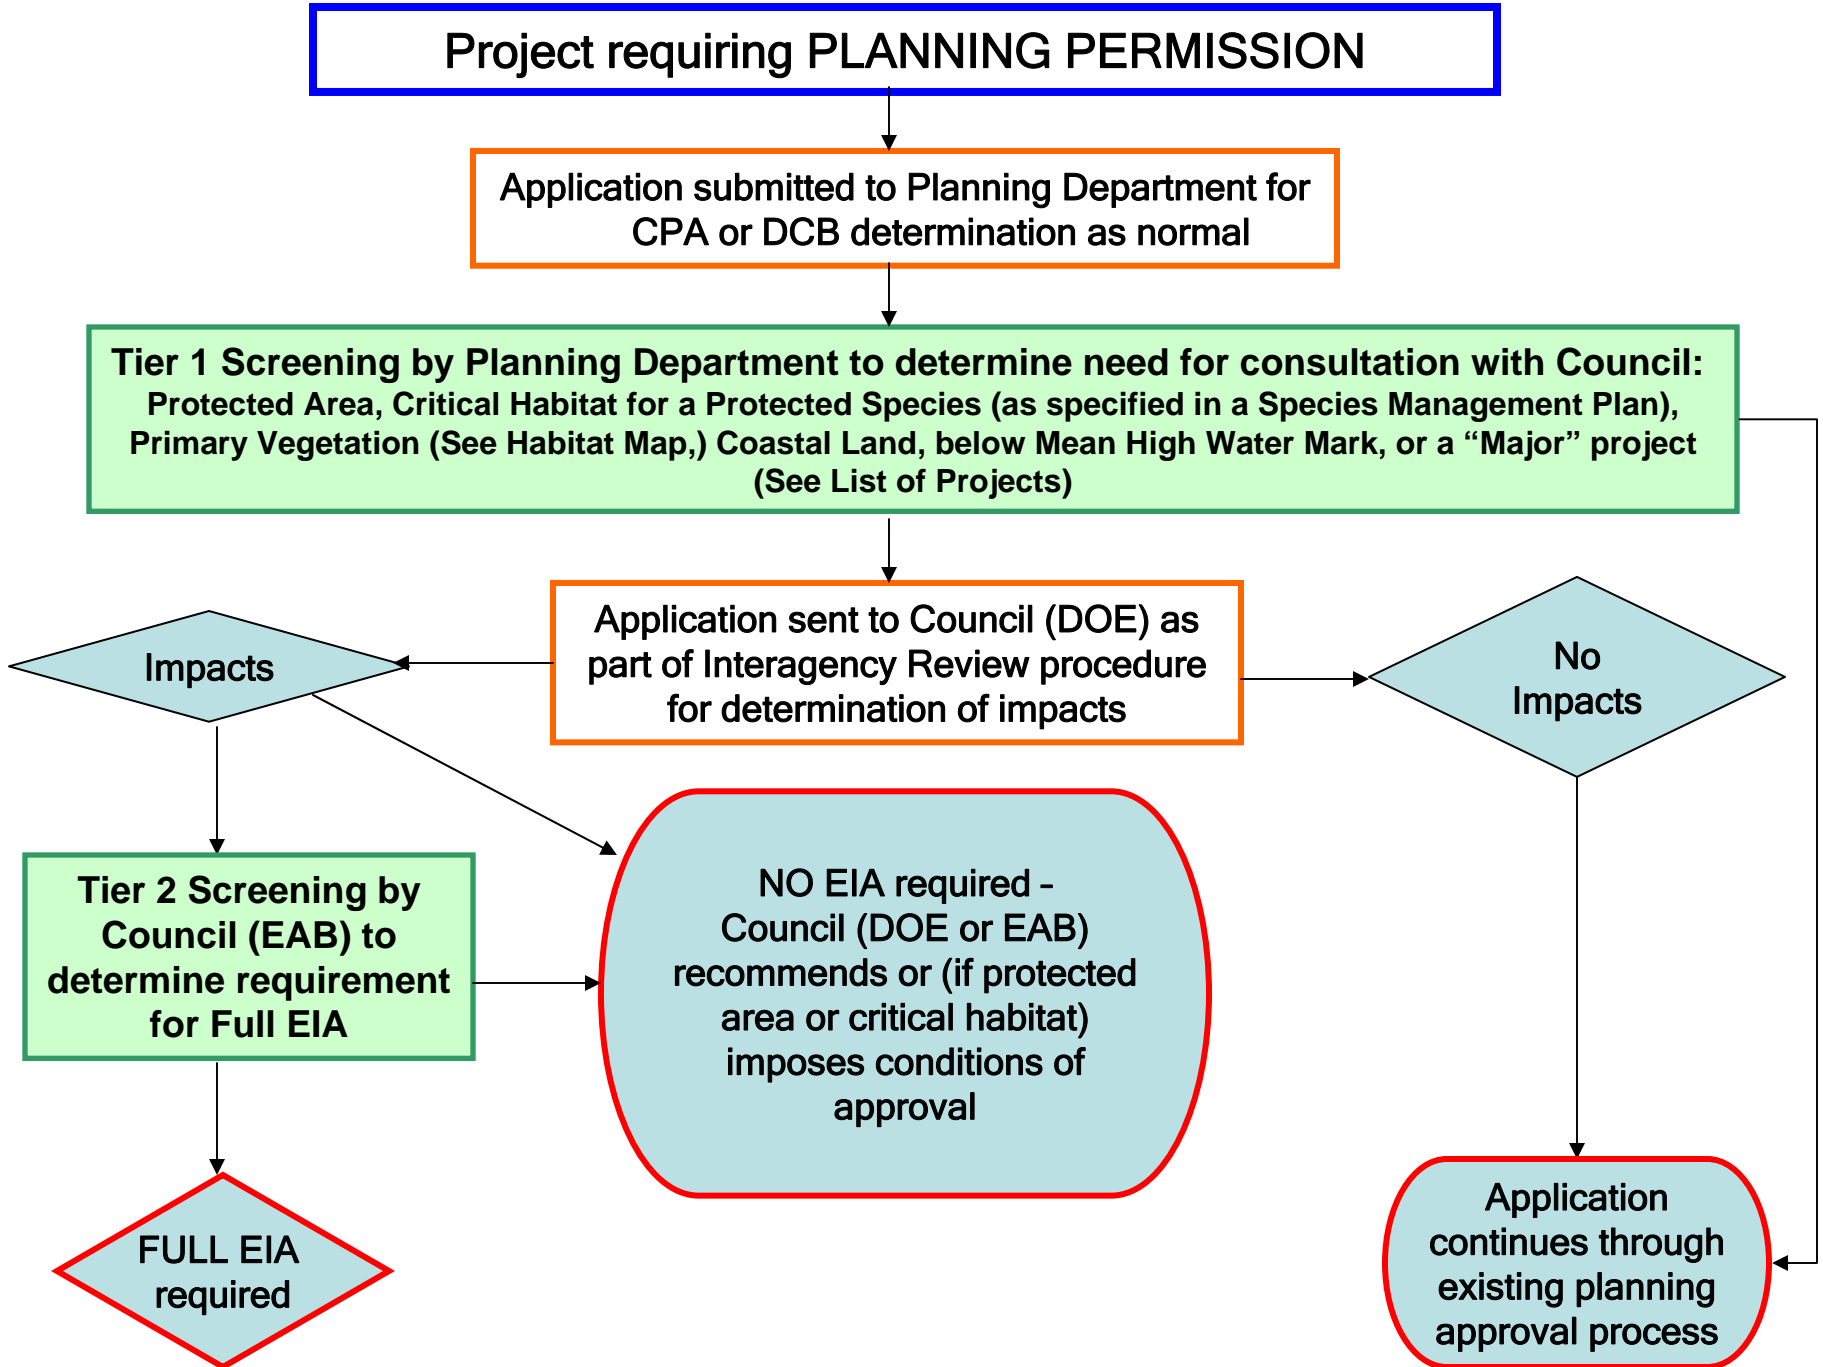 Project requiring PLANNING PERMISSION
Application submitted to Planning Department for
CPA or DCB determination as normal
Tier 1 Screening by Planning Department to determine need for consultation with Council:
Protected Area, Critical Habitat for a Protected Species (as specified in a Species Management Plan),
Primary Vegetation (See Habitat Map,) Coastal Land, below Mean High Water Mark, or a “Major” project
(See List of Projects)
Impacts
Application sent to Council (DOE) as
part of Interagency Review procedure
for determination of impacts
No
Impacts
Tier 2 Screening by
Council (EAB) to
determine requirement
for Full EIA
NO EIA required –
Council (DOE or EAB)
recommends or (if protected
area or critical habitat)
imposes conditions of
approval
FULL EIA
required
Application
continues through
existing planning
approval process